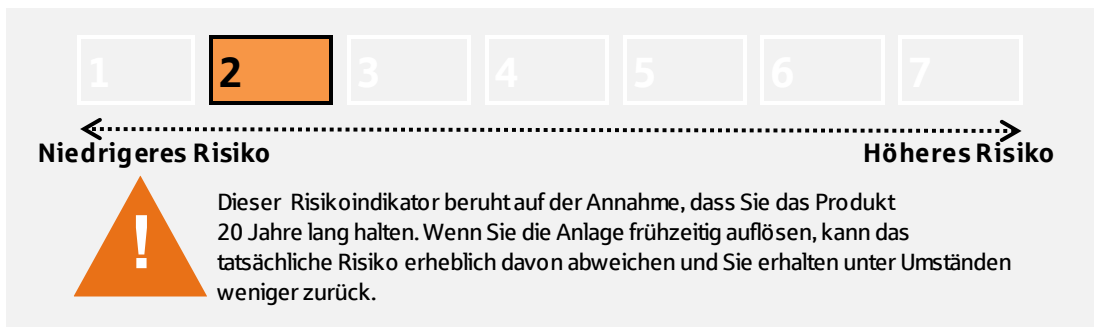 1 2 3 4 5 6 7
Niedrigeres Risiko Höheres Risiko
!
Dieser Risikoindikator beruht auf der Annahme, dass Sie das Produkt
20 Jahre lang halten. Wenn Sie die Anlage frühzeitig auflösen, kann das
tatsächliche Risiko erheblich davon abweichen und Sie erhalten unter Umständen
weniger zurück.